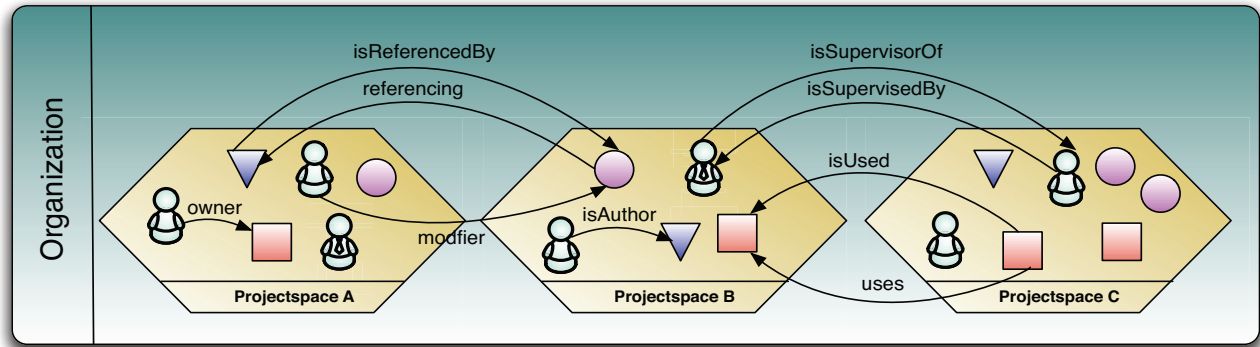 Organization
isReferencedBy
referencing
isSupervisorOf
isSupervisedBy
isUsed
owner
modfier
isAuthor
uses
Projectspace A
Projectspace B
Projectspace C